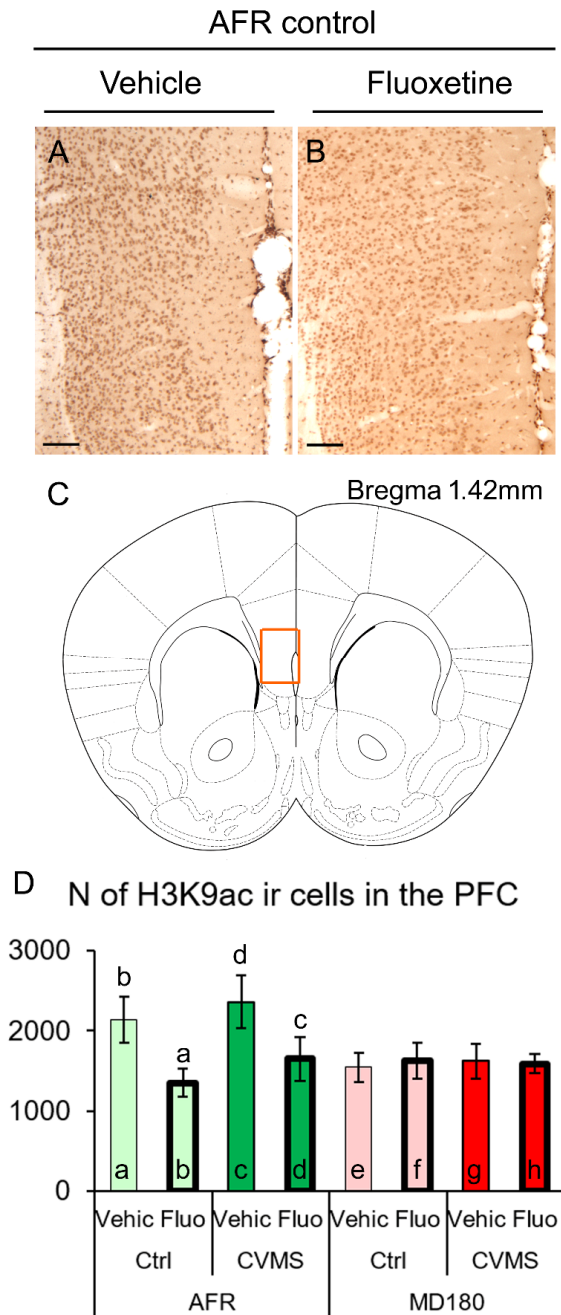 AFR control
Vehicle Fluoxetine
A B
C Bregma 1.42mm
D N of H3K9ac ir cells in the PFC
3000
2000
1000
0
b a d c
a b c d e f g h
Vehic Fluo Vehic Fluo Vehic Fluo Vehic Fluo
Ctrl CVMS Ctrl CVMS
AFR MD180